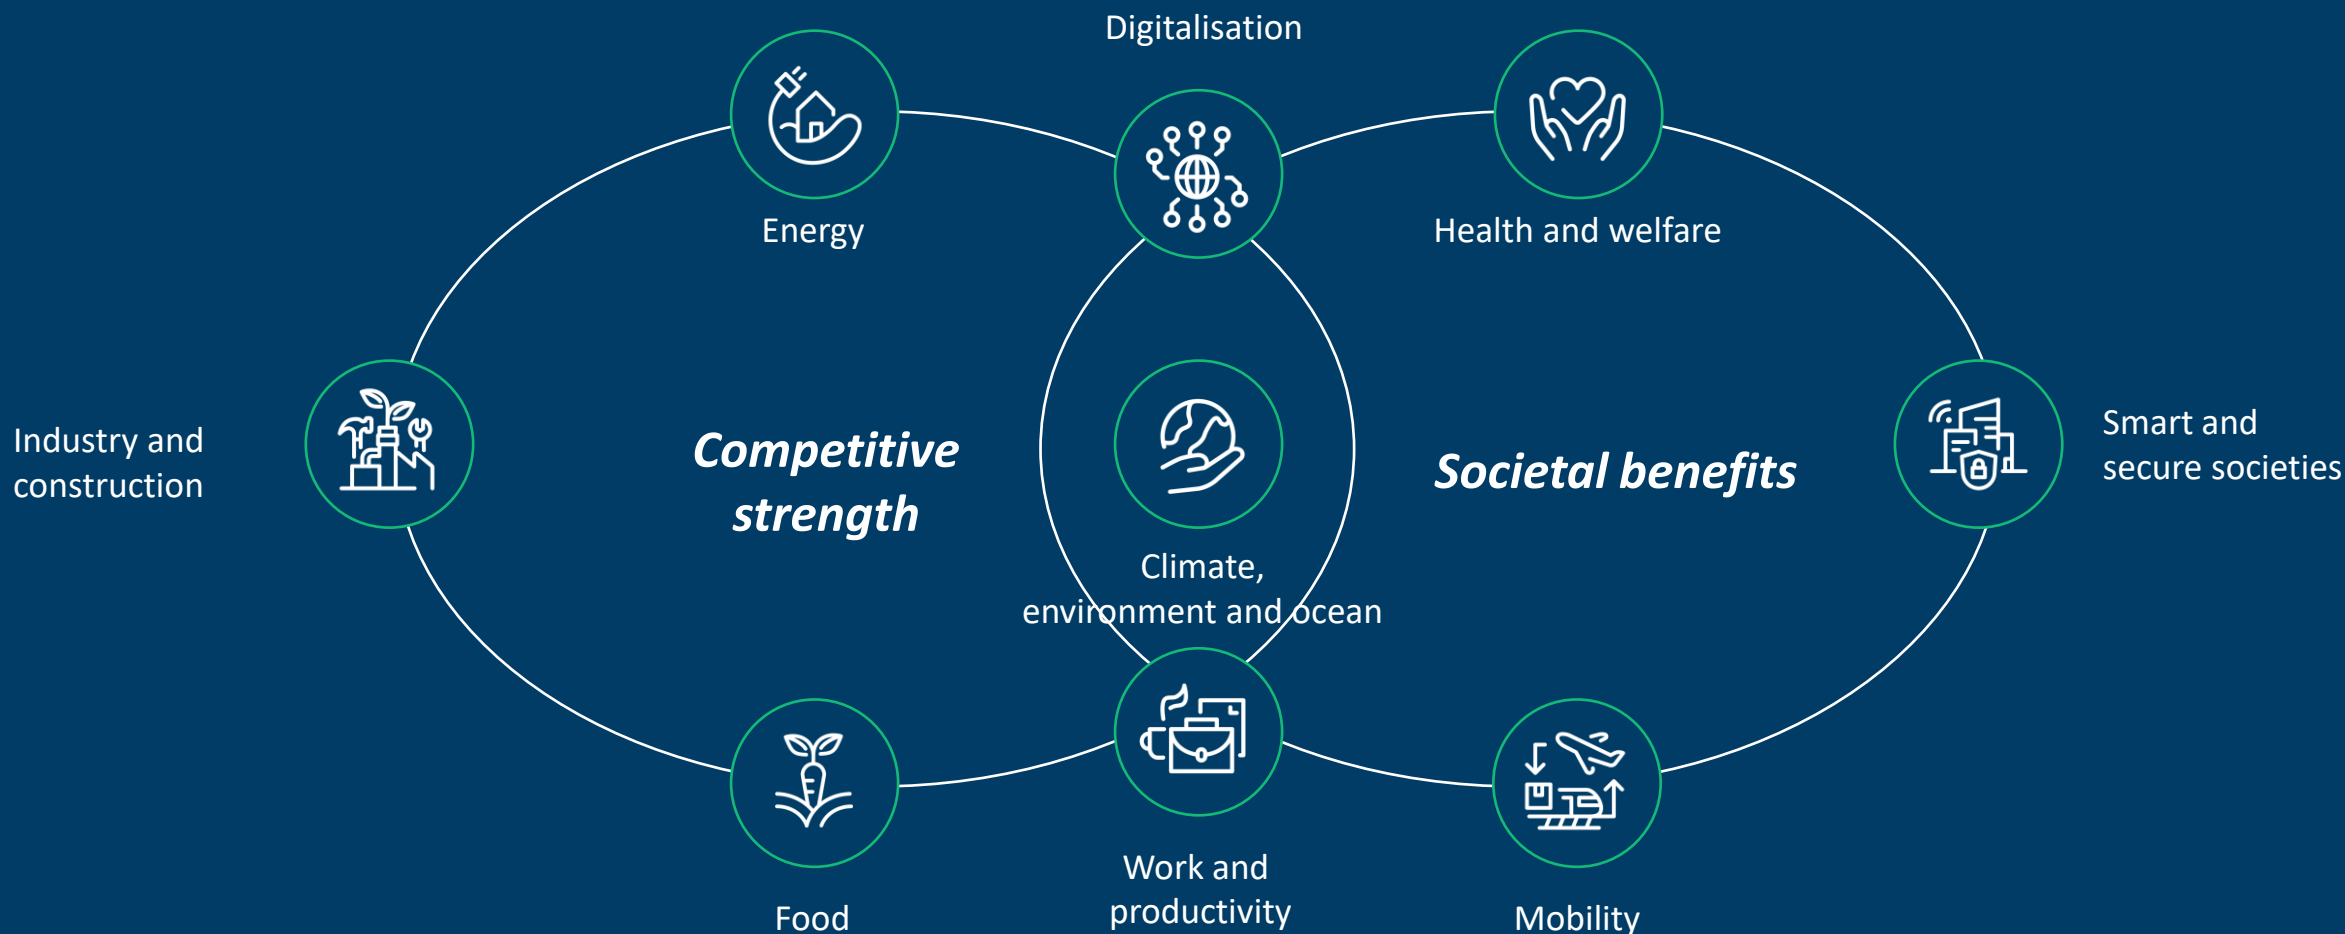 Digitalisation
Energy
Health and welfare
Industry and
construction
Competitive
strength
Societal benefits
Smart and
secure societies
Climate,
environment and ocean
Work and
productivity
Food
Mobility